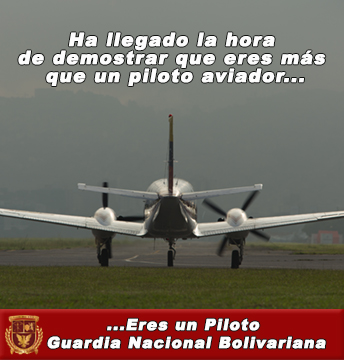 Ha llegado la hora
de demostrar que eres más
que un piloto aviador...
...Eres un Piloto
Guardia Nacional Bolivariana